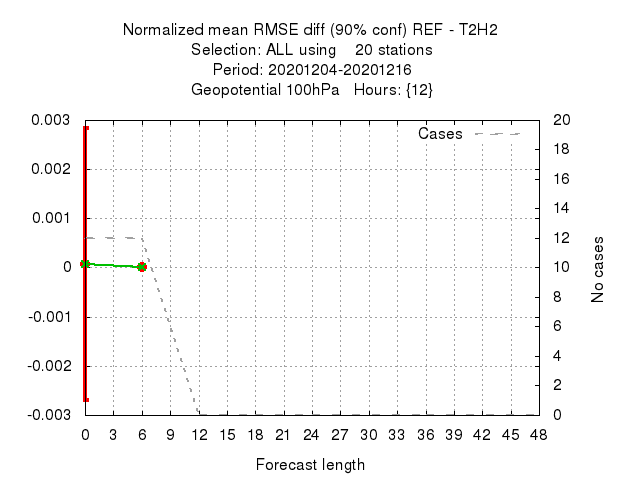 Normalized mean RMSE diff (90% conf) REF - T2H2
Selection: ALL using    20 stations
Period: 20201204-20201216
Geopotential 100hPa   Hours: {12}
Cases
0.003
0.002
0.001
0
-0.001
-0.002
-0.003
20
18
16
14
12
10
8
6
4
2
0
No cases
0 3 6 9 12 15 18 21 24 27 30 33 36 39 42 45 48
Forecast length